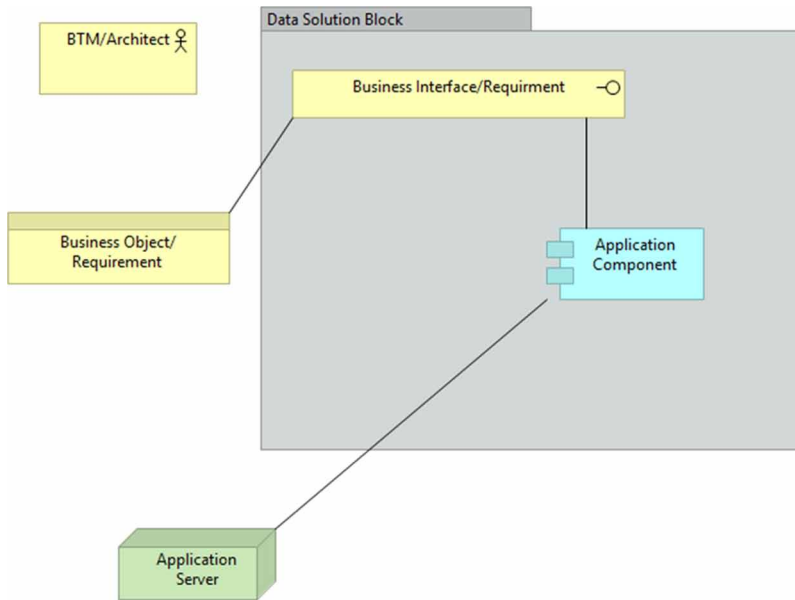 Data Solution Block
BTM/Architect
Business Interface/Requirment
Business Object/
Requirement
Application
Component
Application
Server